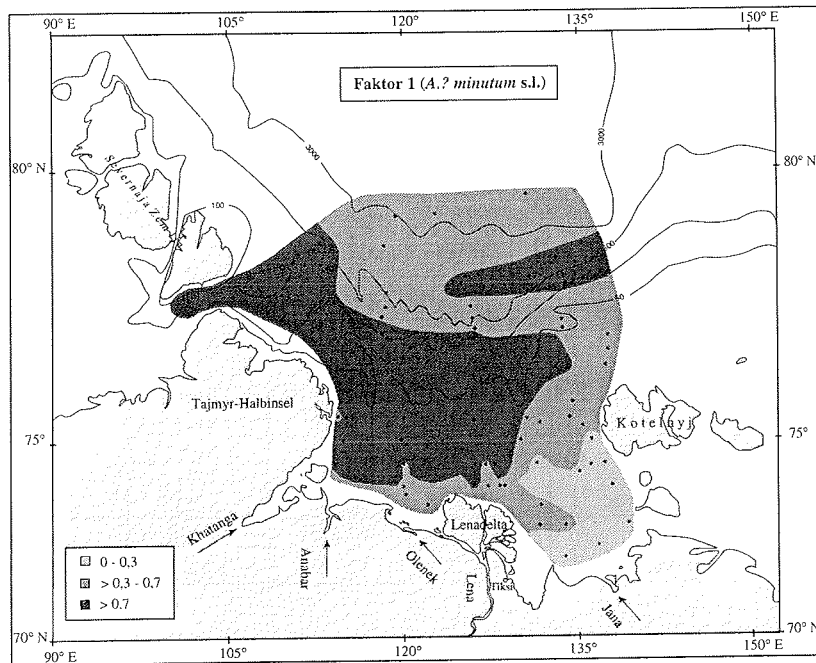 90° E 105° 120° 135° 150° E
Faktor 1 (A.? minutum s.l.)
3000
3000
80° N
80° N
Severnaja Zemlja
100
50
Tajmyr-Halbinsel
Kotelnyj
75°
75°
Khatanga
Anabar
Olenek
Lenadelta
Lena
Tiksi
Jana
0 - 0,3
> 0,3 - 0,7
> 0,7
70° N
70° N
90° E 105° 120° 135° 150° E